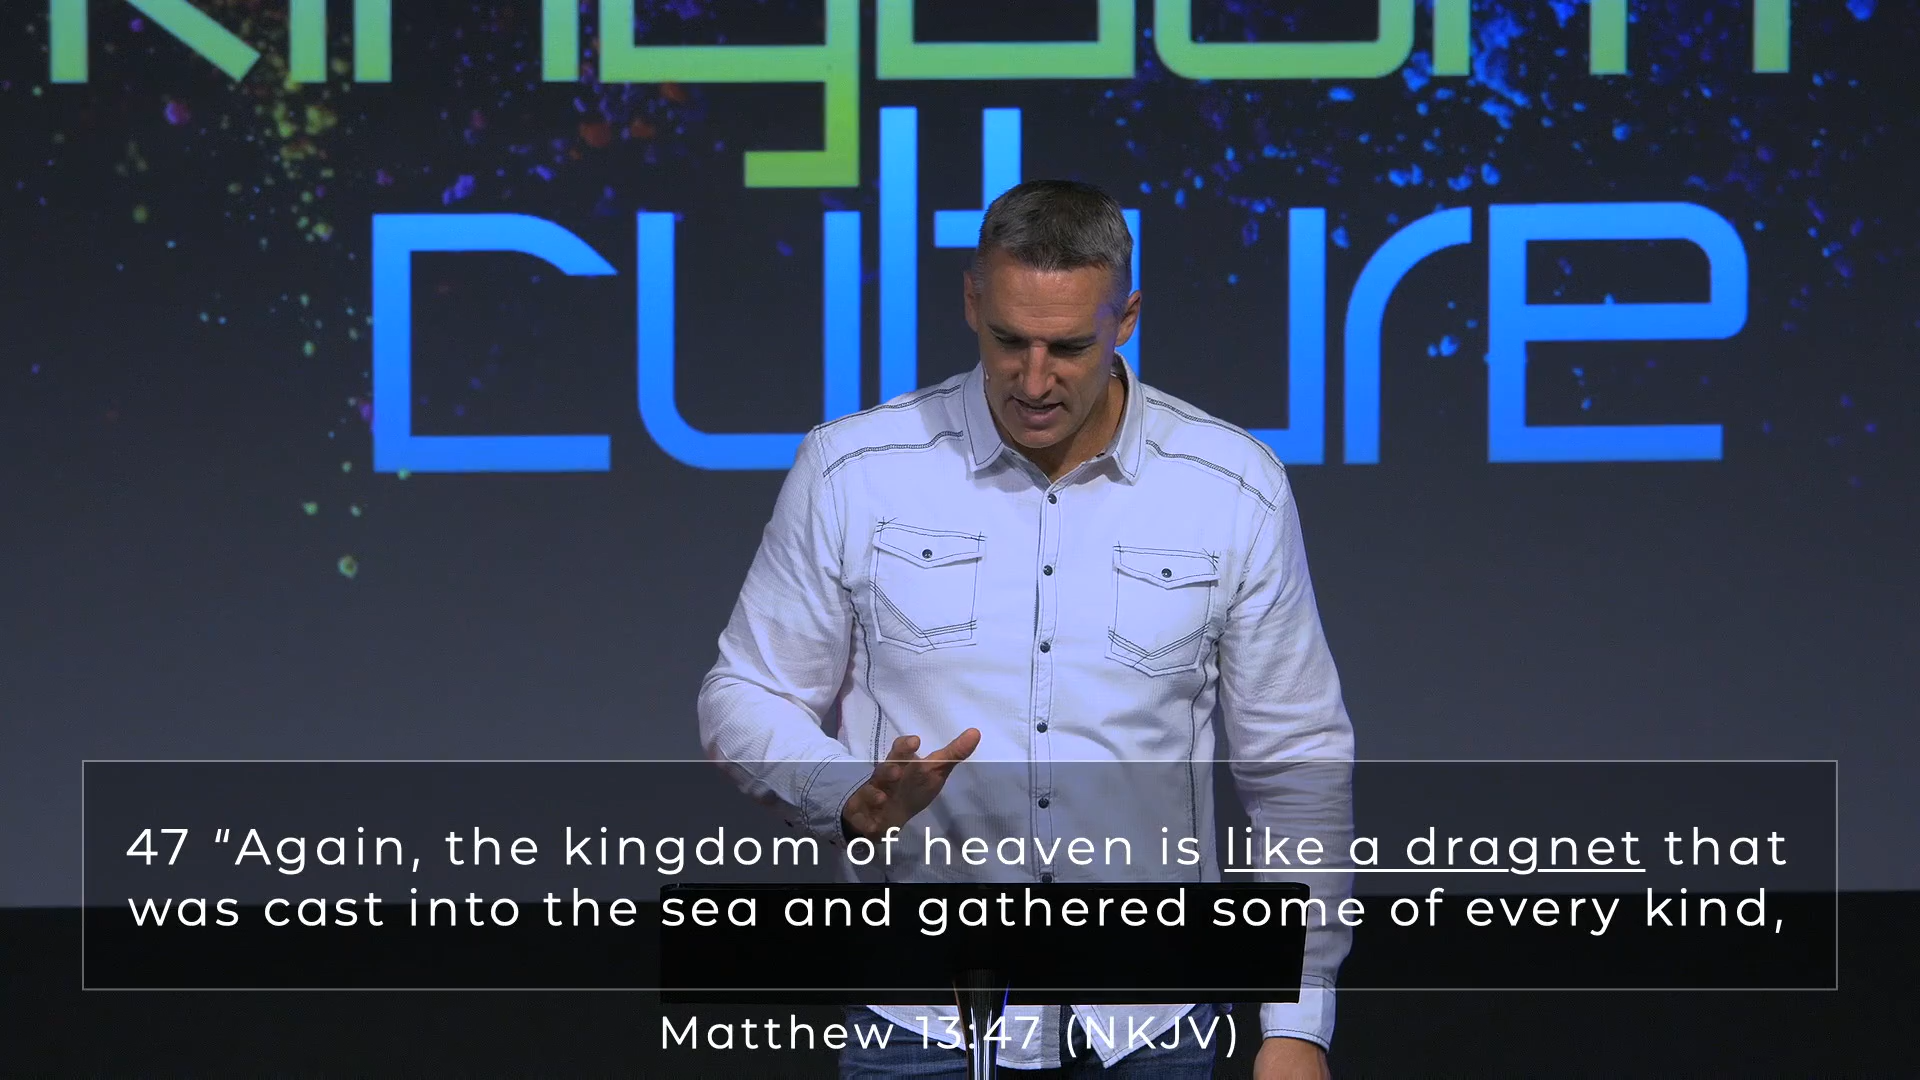 kingdom
culture
47 “Again, the kingdom of heaven is like a dragnet that
was cast into the sea and gathered some of every kind,
Matthew 13:47 (NKJV)